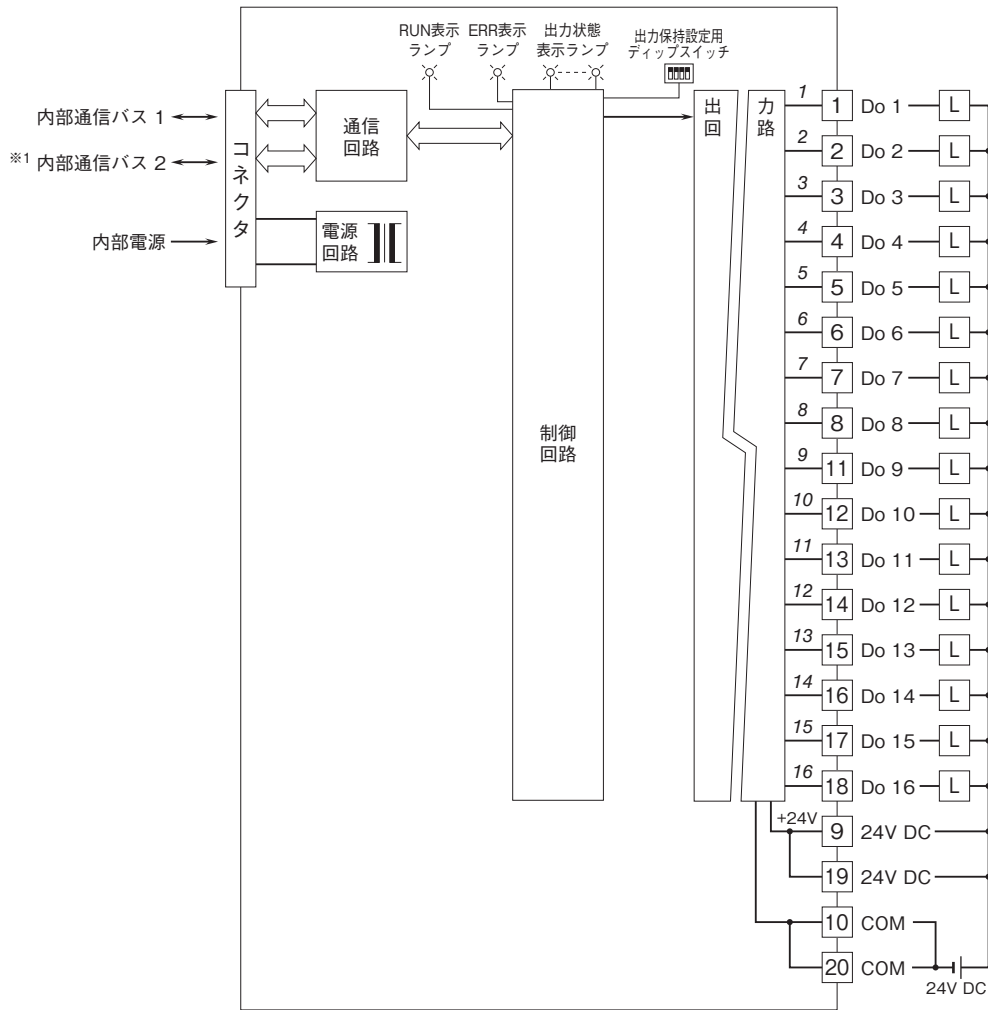 RUN表示
ランプ
ERR表示
ランプ
出力状態
表示ランプ
出力保持設定用
ディップスイッチ
内部通信バス 1
※1 内部通信バス 2
内部電源
コネクタ
通信
回路
電源
回路
制御
回路
出力
回路
1 1 Do 1 L
2 2 Do 2 L
3 3 Do 3 L
4 4 Do 4 L
5 5 Do 5 L
6 6 Do 6 L
7 7 Do 7 L
8 8 Do 8 L
9 11 Do 9 L
10 12 Do 10 L
11 13 Do 11 L
12 14 Do 12 L
13 15 Do 13 L
14 16 Do 14 L
15 17 Do 15 L
16 18 Do 16 L
+24V 9 24V DC
19 24V DC
10 COM
20 COM
24V DC